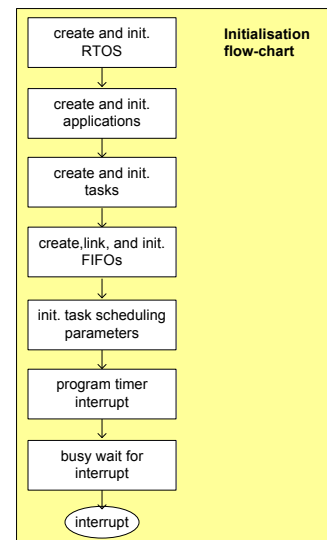 Initialisation
flow-chart
create and init.
RTOS
create and init.
applications
create and init.
tasks
create,link, and init.
FIFOs
init. task scheduling
parameters
program timer
interrupt
busy wait for
interrupt
interrupt